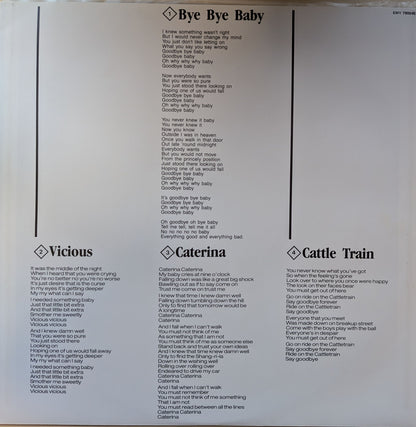 1 Bye Bye Baby
EMY 79994E
I knew something wasn't right
But I would never change my mind
You just don't like letting on
What you say you say wrong
Goodbye bye baby
Goodbye baby
Oh why why why baby
Goodbye baby
Now everybody wants
But you were so pure
You just stood there looking on
Hoping one of us would fall
Goodbye bye baby
Goodbye baby
Oh why why why baby
Goodbye baby
You never knew it baby
You never knew it
Now you know
Outside I was in heaven
Once you walk in door
Out late 'round midnight
Everybody wants
But you would not move
From the princely position
Just stood there looking on
Hoping one of us would fall
Goodbye bye baby
Goodbye baby
Oh why why why baby
Goodbye baby
It's goodbye bye baby
Goodbye baby
Oh why why why baby
Goodbye baby
Oh goodbye oh bye baby
Tell me tell, tell me it all
No no no no no baby
Everything good and everything bad.
2 Vicious
It was the middle of the night
When I heard that you were crying
You're no better no you're no worse
It's just desire that is the curse
In my eyes it's getting deeper
My my what can I say
I needed something baby
Just that little bit extra
And that little bit extra
Smother me sweetly
Vicious vicious
Vicious vicious
And I knew damn well
That you were so pure
You just stood there
Looking on
Hoping one of us would fall away
In my eyes it's getting deeper
My my what can I say
I needed something baby
Just that little bit extra
And that little bit extra
Smother me sweetly
Vicious vicious
Vicious vicious
3 Caterina
Caterina Caterina
My baby ones at nine o'clock
Falling down was like a great big shock
Bawling out as if to say come on
Trust me come on trust me
I knew that time I knew damn well
Falling down tumbling down the hill
Only to find that tomorrow would be
A longtime
Caterina Caterina
Caterina
And I fall when I can't walk
You must not think of me
As something that I am not
You must think of me as someone else
Stand back and trust your own ideas
And I knew that time knew damn well
Only to find the Shang ri-la
Down in the wishing well
Rolling over rolling over
Endeared to drive my car
Caterina Caterina
Caterina
And I fall when I can't walk
You must remember
You must not think of me something
That I am not
You must read between all the lines
Caterina Caterina
Caterina
4 Cattle Train
You never know what you've got
So when the feeling's gone
Look over to where you once were happy
The look on their faces bear
You must get out of here
Go on ride on the Cattletrain
Say goodbye forever
Ride on the Cattletrain
Say goodbye
Everyone that you meet
Was made down on breakup street
Come with the boys play with the ball
Everyone's in despair
You must get out of here
Go on ride on the Cattletrain
Say goodbye forever
Ride on the Cattletrain
Say goodbye